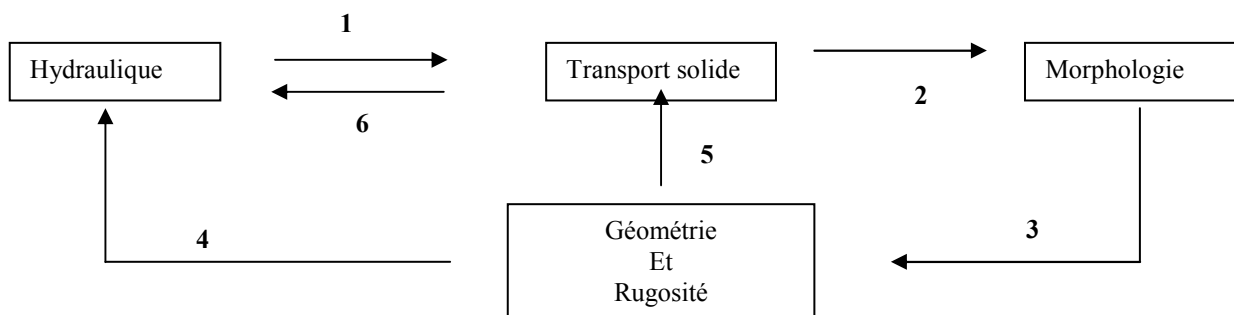 1
Hydraulique
Transport solide
Morphologie
6
2
5
4
Géométrie
Et
Rugosité
3